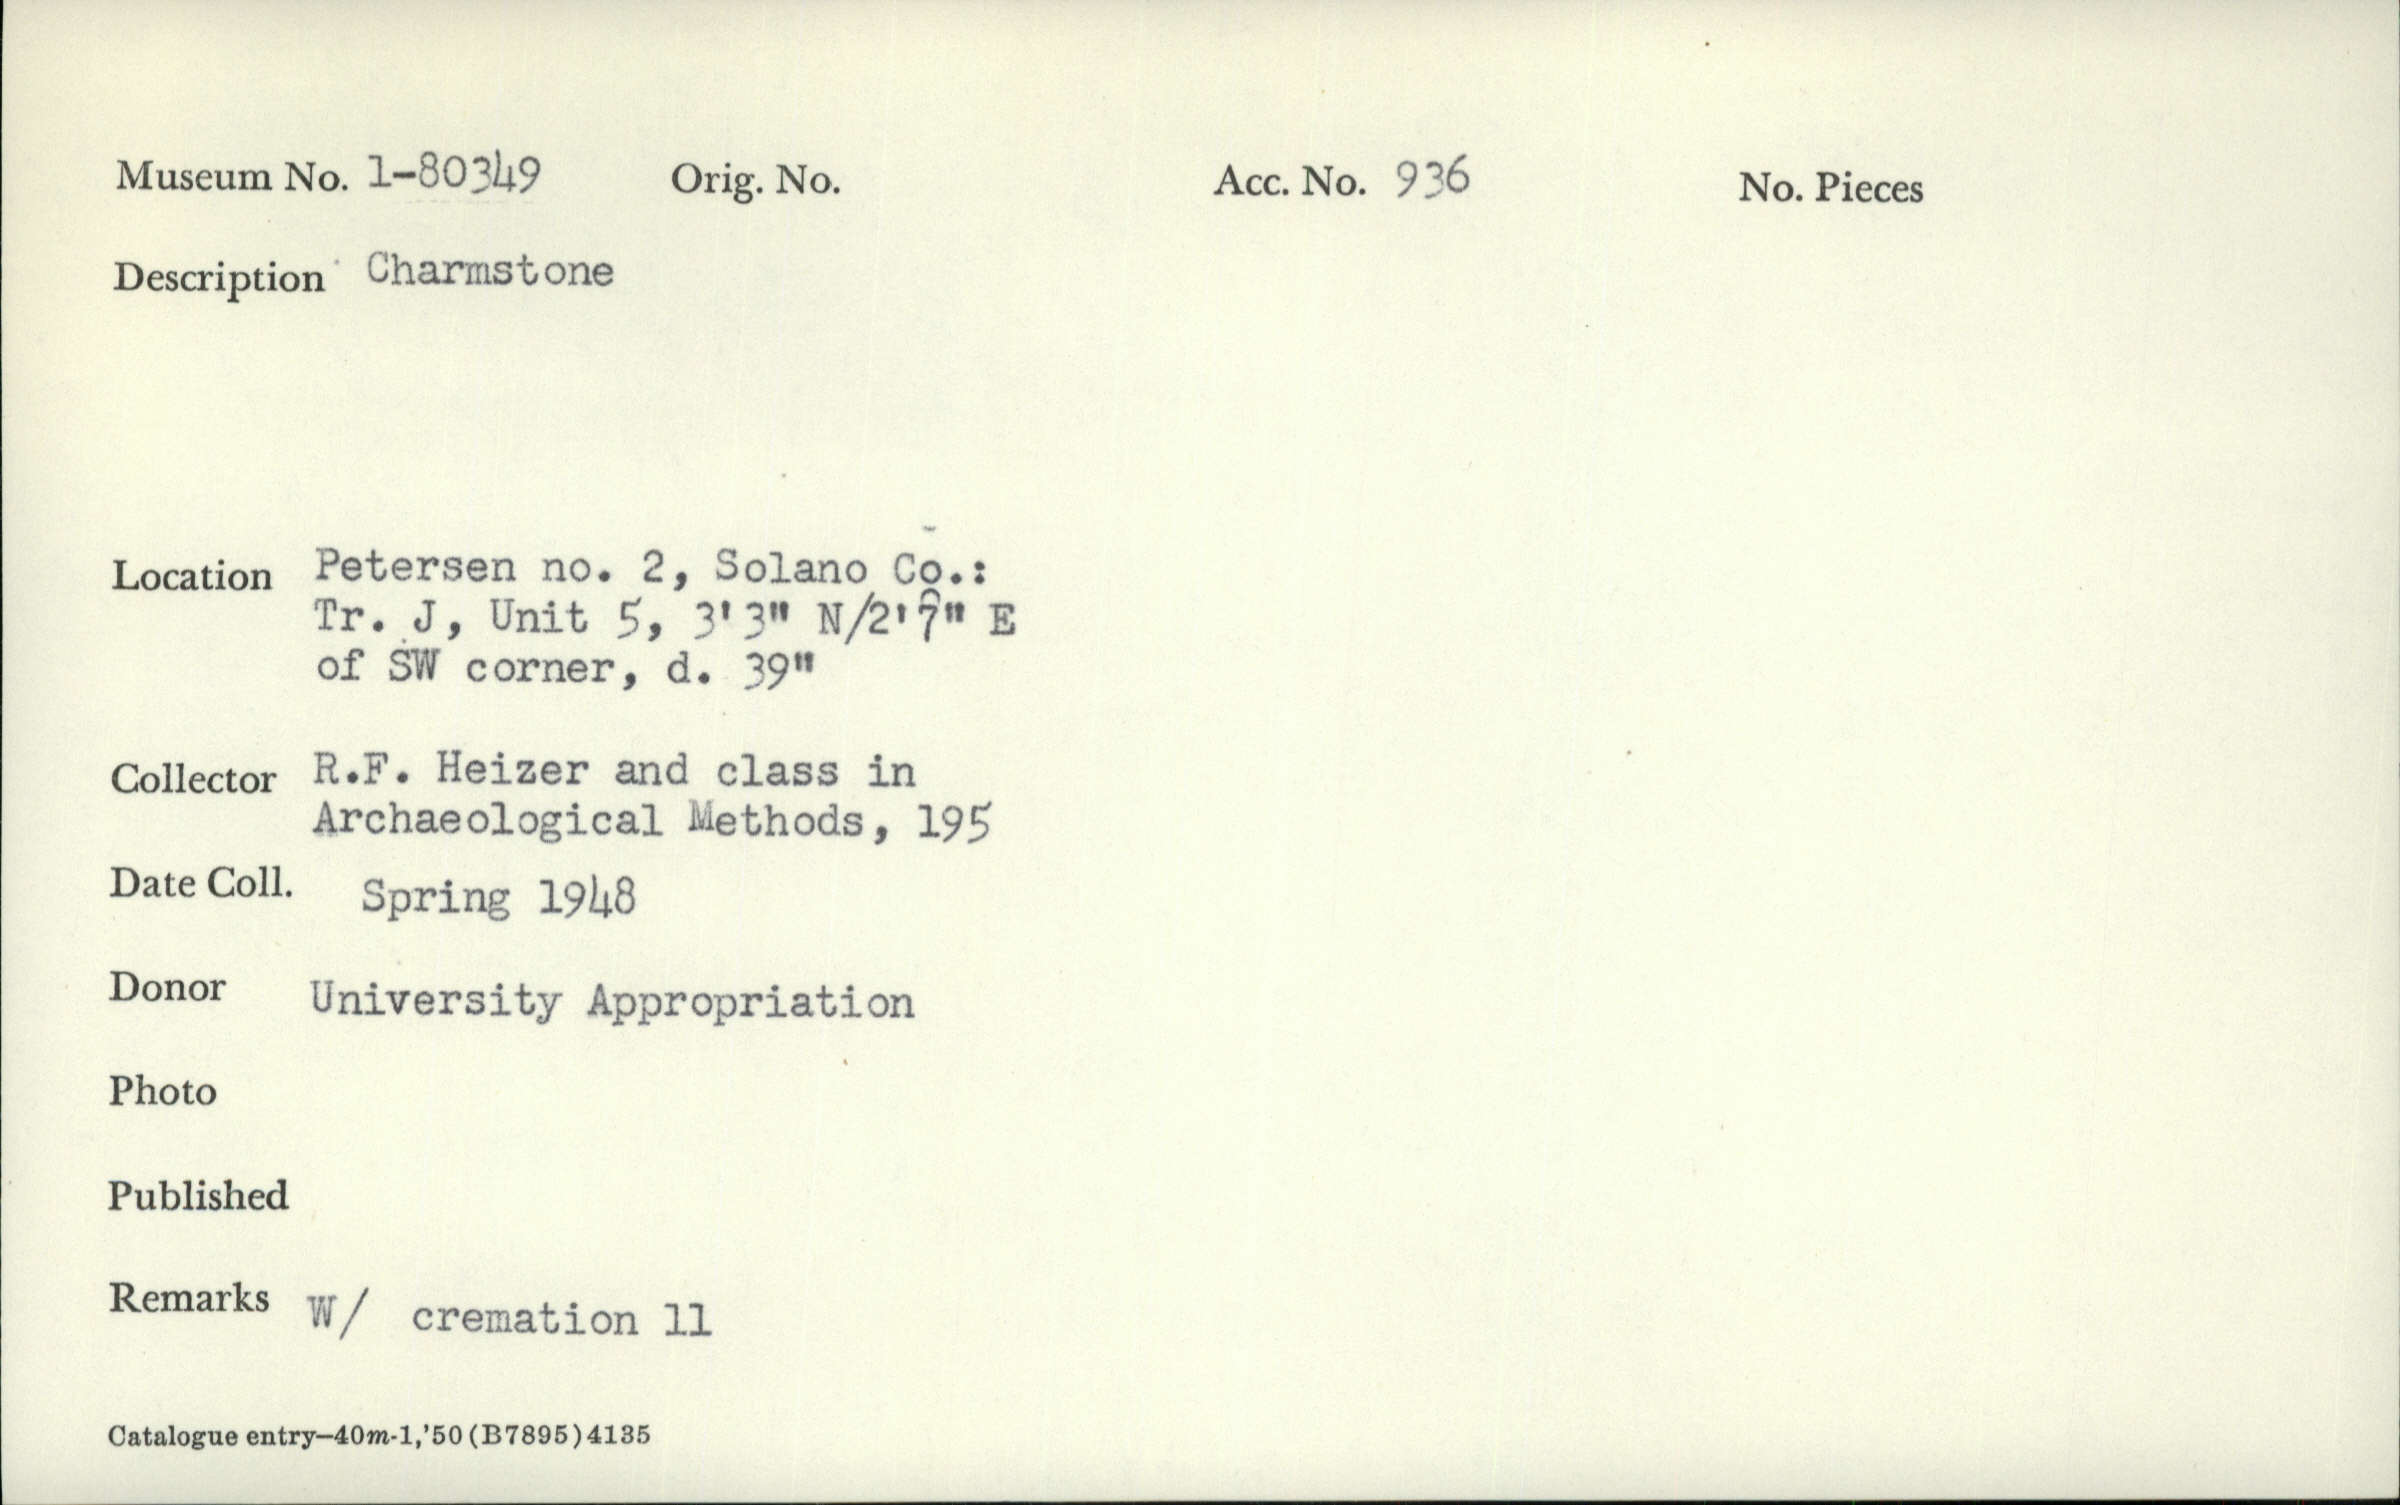 Museum No. 1-80349 Orig. No. Acc. No. 936 No. Pieces
Description Charmstone
Location Petersen no. 2, Solano Co.:
Tr. J, Unit 5, 3'3" N/2'7" E
of SW corner, d. 39"
Collector R.F. Heizer and class in
Archaeological Methods, 195
Date Coll. Spring 1948
Donor University Appropriation
Photo
Published
Remarks W/ cremation 11
Catalogue entry—40m-1,'50(B7895)4135